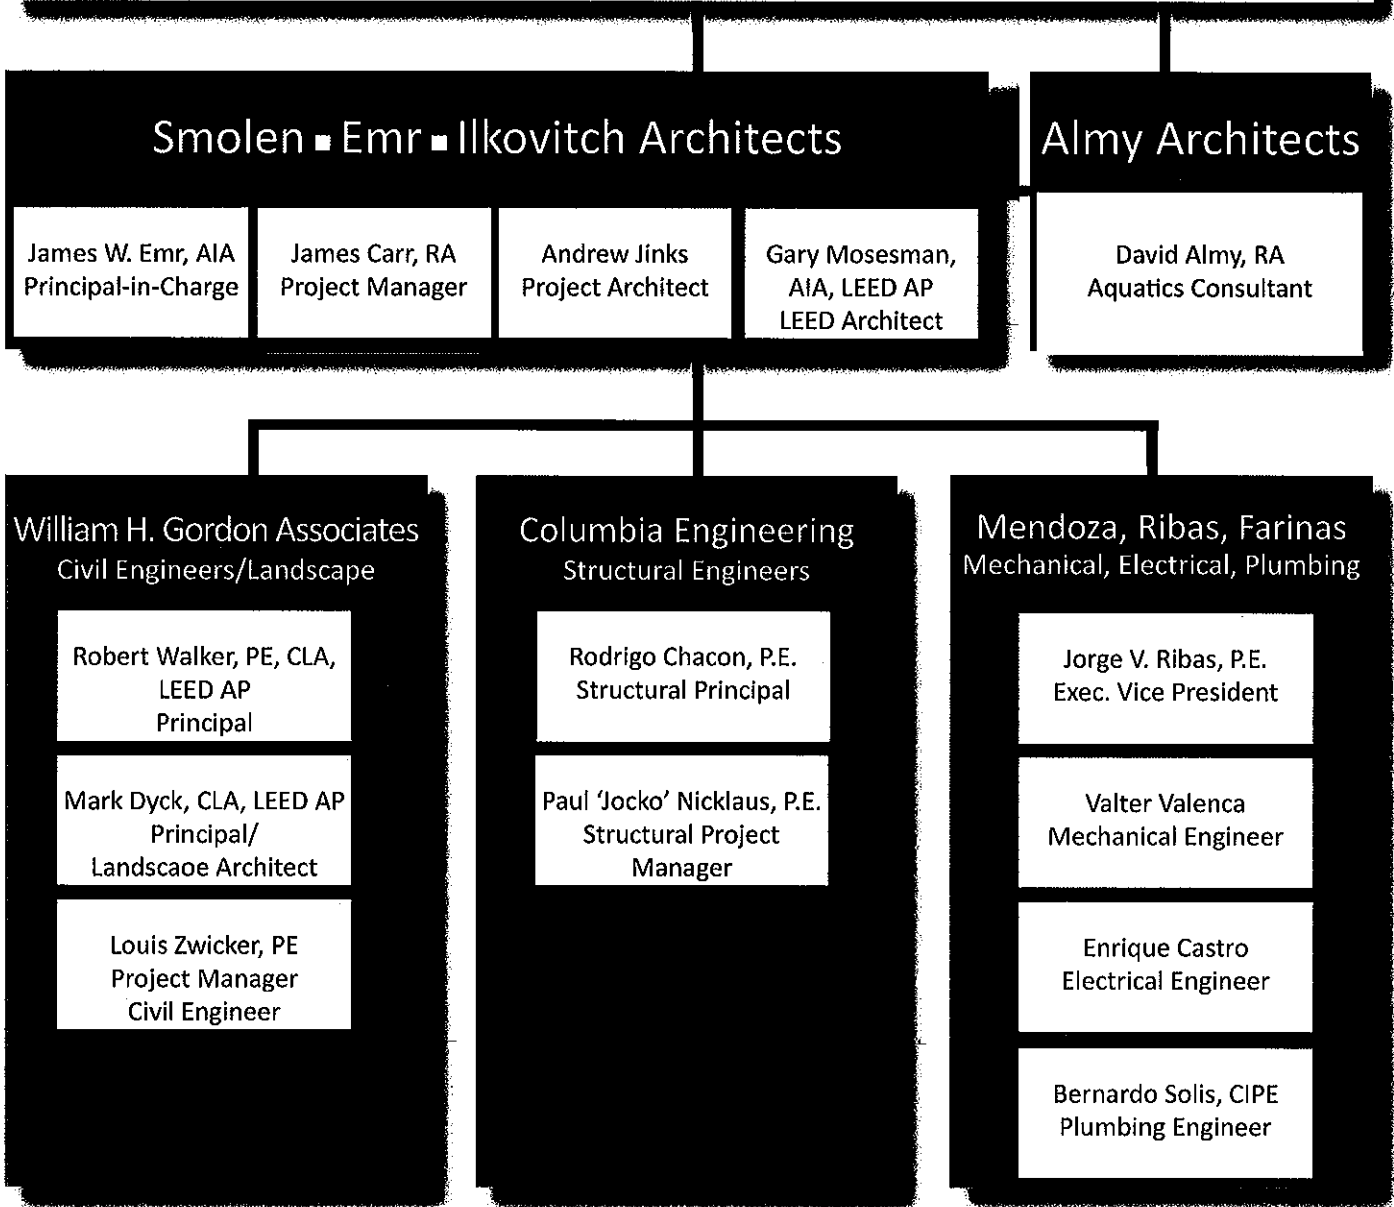 Smolen ▪ Emr ▪ Ilkovitch Architects
James W. Emr, AIA
Principal-in-Charge
James Carr, RA
Project Manager
Andrew Jinks
Project Architect
Gary Mosesman,
AIA, LEED AP
LEED Architect
Almy Architects
David Almy, RA
Aquatics Consultant
William H. Gordon Associates
Civil Engineers/Landscape
Robert Walker, PE, CLA,
LEED AP
Principal
Mark Dyck, CLA, LEED AP
Principal/
Landscaoe Architect
Louis Zwicker, PE
Project Manager
Civil Engineer
Columbia Engineering
Structural Engineers
Rodrigo Chacon, P.E.
Structural Principal
Paul ‘Jocko’ Nicklaus, P.E.
Structural Project
Manager
Mendoza, Ribas, Farinas
Mechanical, Electrical, Plumbing
Jorge V. Ribas, P.E.
Exec. Vice President
Valter Valenca
Mechanical Engineer
Enrique Castro
Electrical Engineer
Bernardo Solis, CIPE
Plumbing Engineer